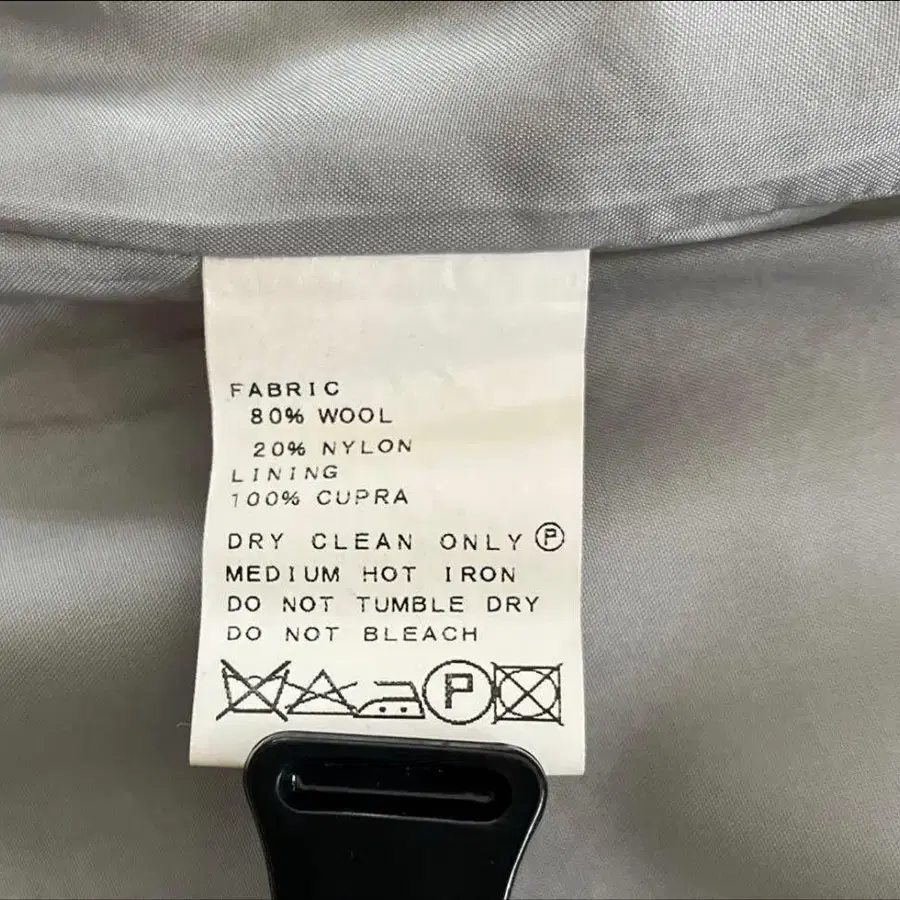 FABRIC
80% WOOL
20% NYLON
LINING
100% CUPRA
DRY CLEAN ONLY Ⓟ
MEDIUM HOT IRON
DO NOT TUMBLE DRY
DO NOT BLEACH
P